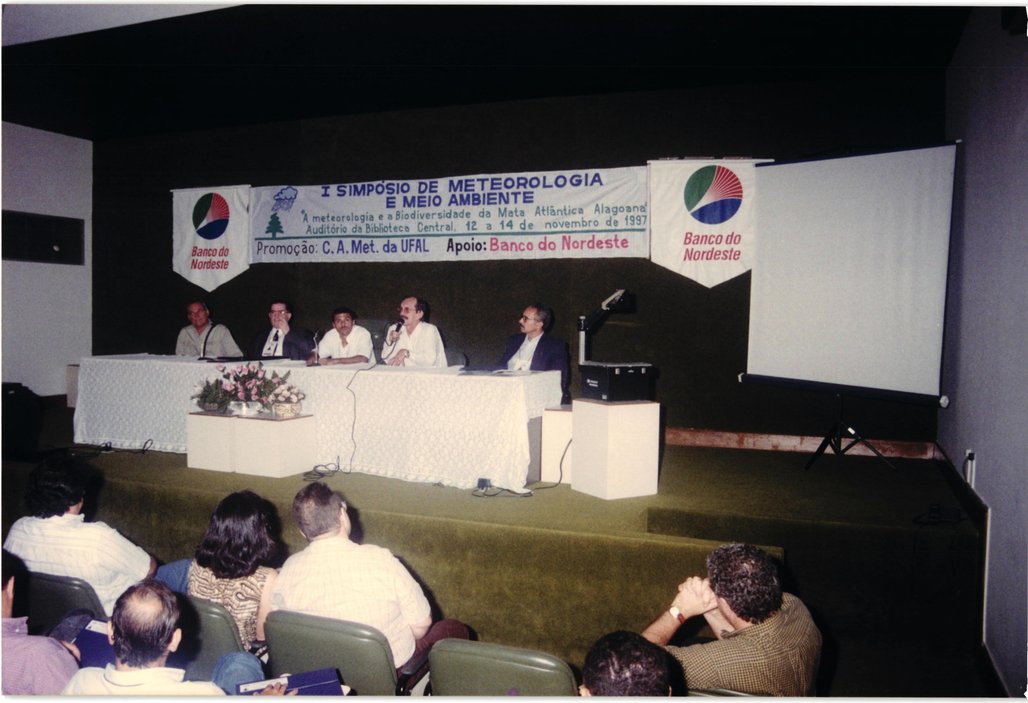 I SIMPÓSIO DE METEOROLOGIA
E MEIO AMBIENTE
"A meteorologia e a Biodiversidade da Mata Atlântica Alagoana"
Auditório da Biblioteca Central, 12 a 14 de novembro de 1997
Promoção: C.A.Met. da UFAL Apoio: Banco do Nordeste
Banco do
Nordeste
Banco do
Nordeste